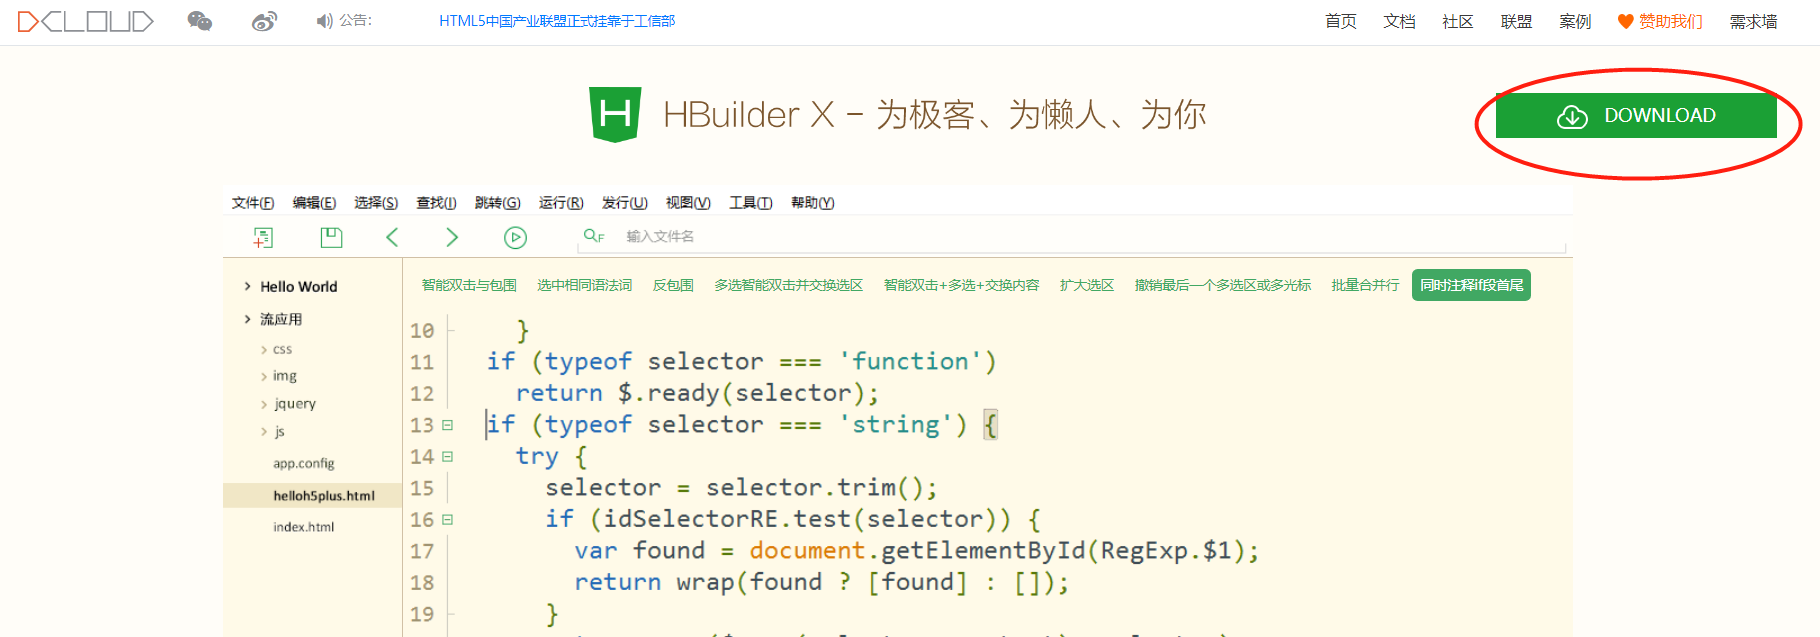 DCLOUD 公告: HTML5中国产业联盟正式挂靠于工信部 首页 文档 社区 联盟 案例 赞助我们 需求墙
H HBuilder X - 为极客、为懒人、为你
DOWNLOAD
文件(F) 编辑(E) 选择(S) 查找(I) 跳转(G) 运行(R) 发行(U) 视图(V) 工具(T) 帮助(Y)
F 输入文件名
Hello World
流应用
css
img
jquery
js
app.config
helloh5plus.html
index.html
智能双击与包围 选中相同语法词 反包围 多选智能双击并交换选区 智能双击+多选+交换内容 扩大选区 撤销最后一个多选区或多光标 批量合并行 同时注释if段首尾
10 }
11 if (typeof selector === 'function')
12 return $.ready(selector);
13 if (typeof selector === 'string') {
14 try {
15 selector = selector.trim();
16 if (idSelectorRE.test(selector)) {
17 var found = document.getElementById(RegExp.$1);
18 return wrap(found ? [found] : []);
19 }